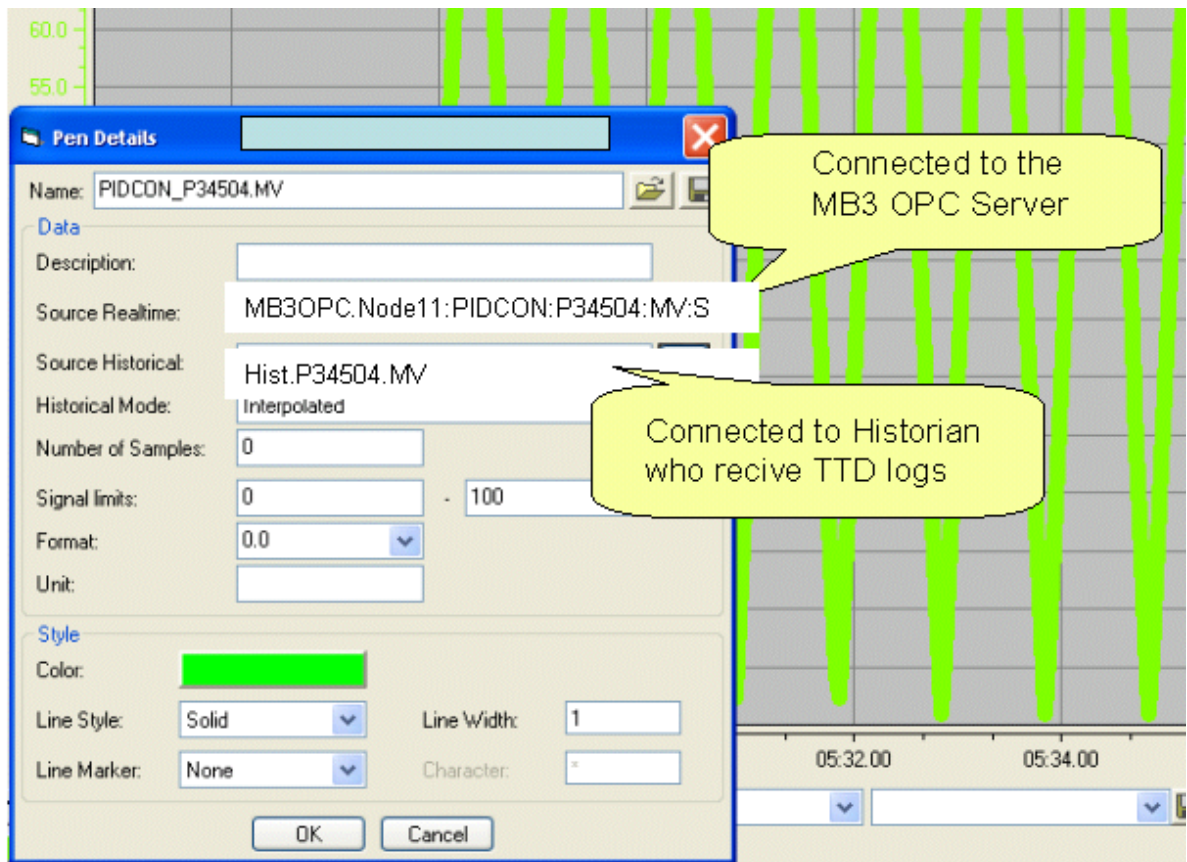 60.0
55.0
Pen Details
Name: PIDCON_P34504.MV
Connected to the
MB3 OPC Server
Data
Description:
Source Realtime: MB3OPC.Node11:PIDCON:P34504:MV:S
Source Historical: Hist.P34504.MV
Historical Mode: Interpolated
Connected to Historian
who recive TTD logs
Number of Samples: 0
Signal limits: 0 - 100
Format: 0.0
Unit:
Style
Color:
Line Style: Solid Line Width: 1
Line Marker: None Character: *
05:32.00 05:34.00
OK Cancel